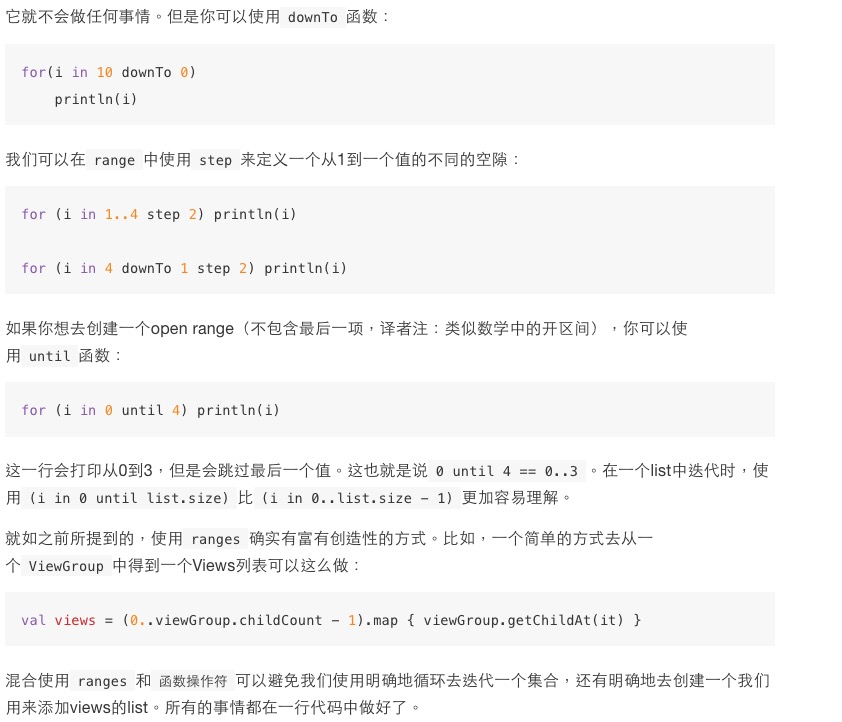 它就不会做任何事情。但是你可以使用 downTo 函数：
for(i in 10 downTo 0)
    println(i)
我们可以在 range 中使用 step 来定义一个从1到一个值的不同的空隙：
for (i in 1..4 step 2) println(i)
for (i in 4 downTo 1 step 2) println(i)
如果你想去创建一个open range（不包含最后一项，译者注：类似数学中的开区间），你可以使
用 until 函数：
for (i in 0 until 4) println(i)
这一行会打印从0到3，但是会跳过最后一个值。这也就是说 0 until 4 == 0..3 。在一个list中迭代时，使
用 (i in 0 until list.size) 比 (i in 0..list.size - 1) 更加容易理解。
就如之前所提到的，使用 ranges 确实有富有创造性的方式。比如，一个简单的方式去从一
个 ViewGroup 中得到一个Views列表可以这么做：
val views = (0..viewGroup.childCount - 1).map { viewGroup.getChildAt(it) }
混合使用 ranges 和 函数操作符 可以避免我们使用明确地循环去迭代一个集合，还有明确地去创建一个我们
用来添加views的list。所有的事情都在一行代码中做好了。